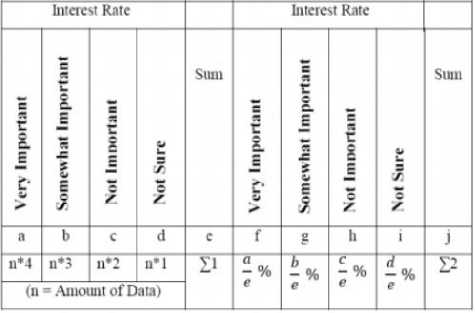 Interest Rate Interest Rate
Very Important
Somewhat Important
Not Important
Not Sure
Sum
Very Important
Somewhat Important
Not Important
Not Sure
Sum
a b c d e f g h i j
n*4 n*3 n*2 n*1 ∑1 a/e % b/e % c/e % d/e % ∑2
(n = Amount of Data)